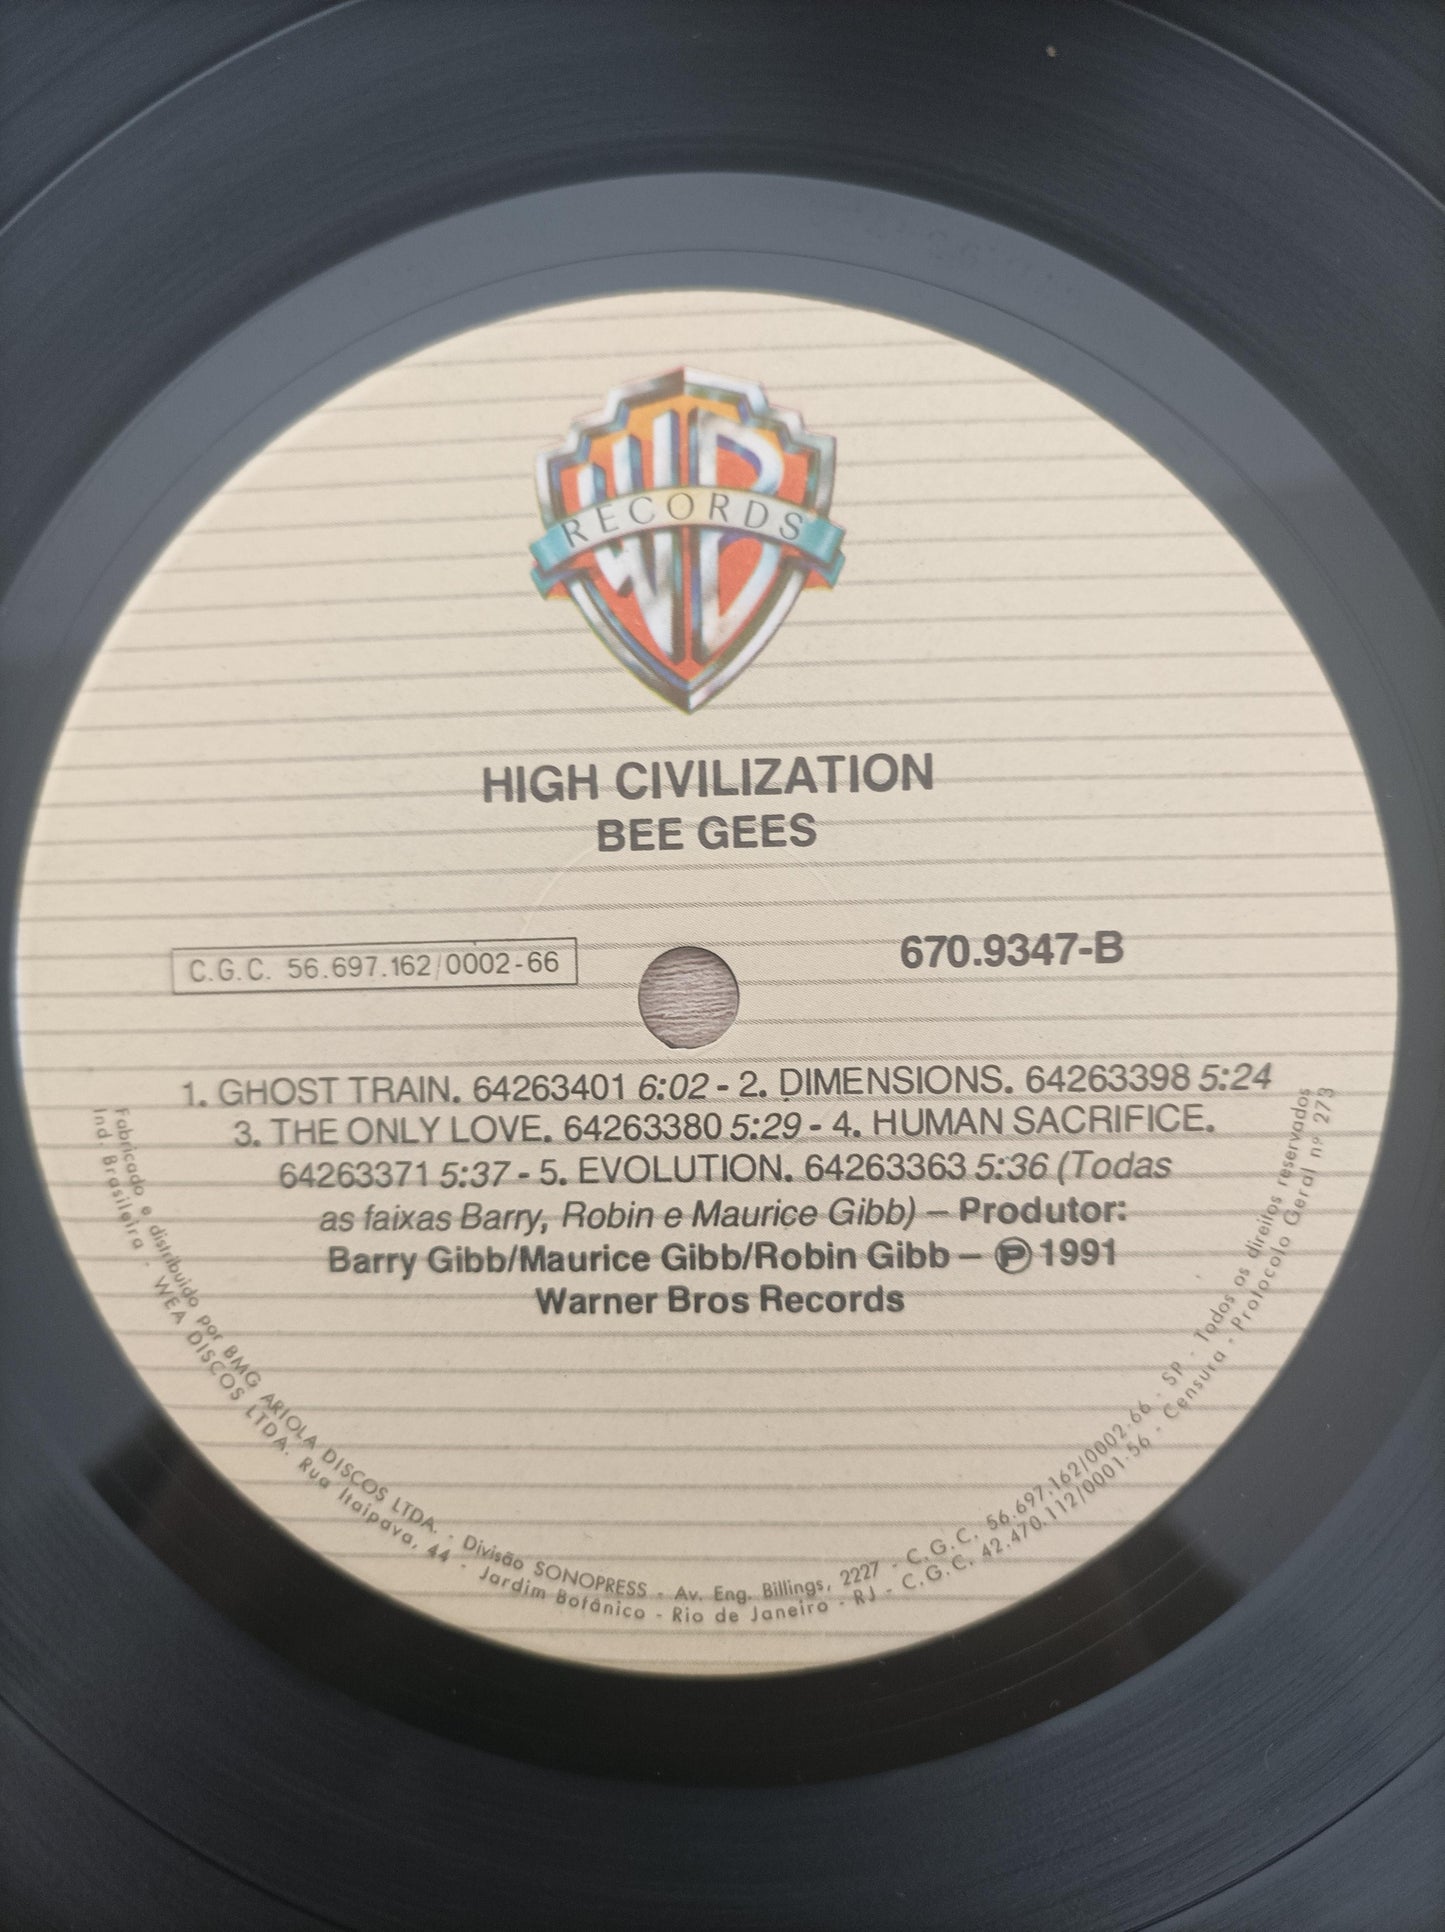 WB
RECORDS
HIGH CIVILIZATION
BEE GEES
C.G.C. 56.697.162/0002-66
670.9347-B
1. GHOST TRAIN. 64263401 6:02 - 2. DIMENSIONS. 64263398 5:24
3. THE ONLY LOVE. 64263380 5:29 - 4. HUMAN SACRIFICE.
64263371 5:37 - 5. EVOLUTION. 64263363 5:36 (Todas
as faixas Barry, Robin e Maurice Gibb) – Produtor:
Barry Gibb/Maurice Gibb/Robin Gibb – Ⓟ 1991
Warner Bros Records
Fabricado e distribuído por BMG ARIOLA DISCOS LTDA. - Divisão SONOPRESS - Av. Eng. Billings, 2227 - C.G.C. 56.697.162/0002-66 - SP - Todos os direitos reservados
Ind. Brasileira - WEA DISCOS LTDA. Rua Itaipava, 44 - Jardim Botânico - Rio de Janeiro - RJ - C.G.C. 42.470.112/0001-56 - Censura - Protocolo Geral nº 273